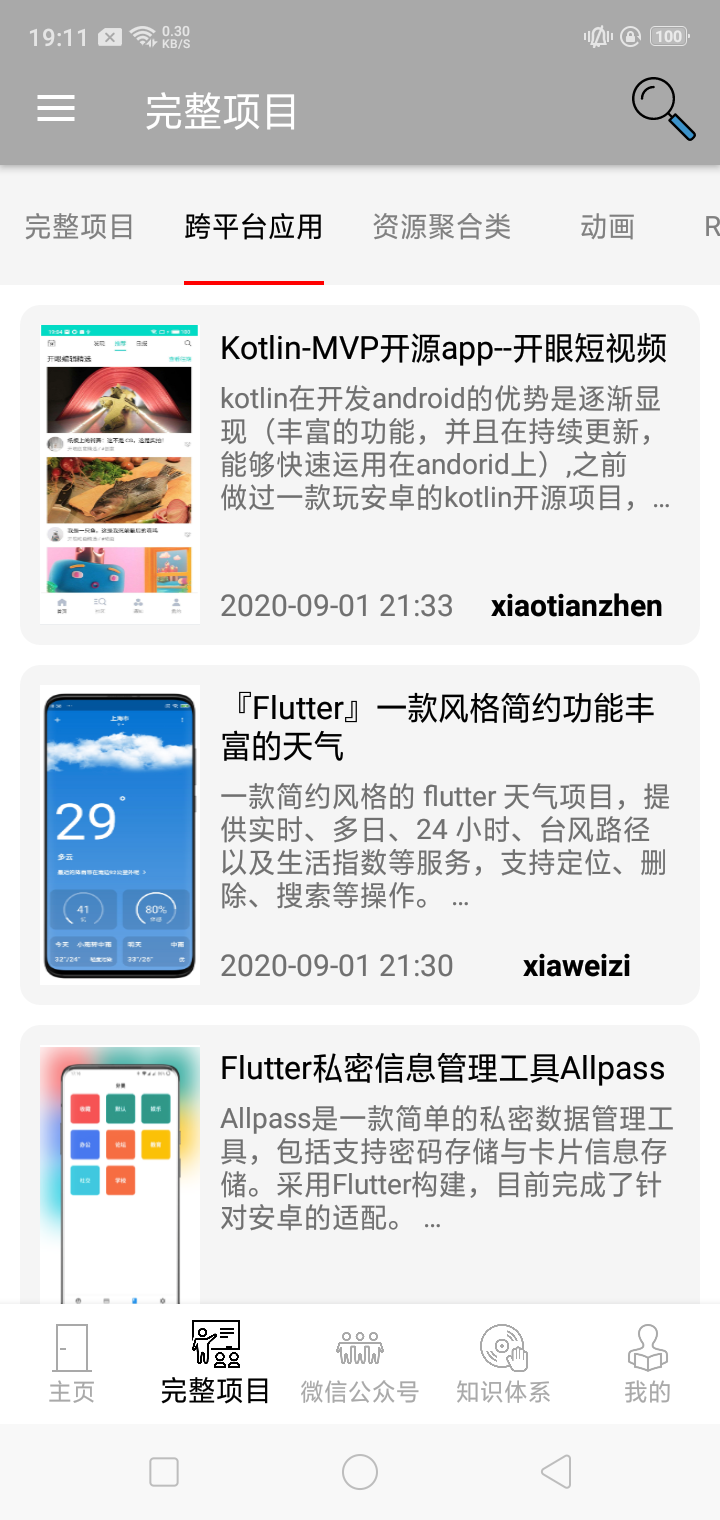 19:11
0.30
KB/S
100
完整项目
完整项目 跨平台应用 资源聚合类 动画 R
Kotlin-MVP开源app--开眼短视频
kotlin在开发android的优势是逐渐显
现（丰富的功能，并且在持续更新，
能够快速运用在andorid上）,之前
做过一款玩安卓的kotlin开源项目，…
2020-09-01 21:33 xiaotianzhen
上海市
29°
多云
41
80%
今天
明天
中雨
32°/24°
33°/25°
『Flutter』一款风格简约功能丰
富的天气
一款简约风格的 flutter 天气项目，提
供实时、多日、24 小时、台风路径
以及生活指数等服务，支持定位、删
除、搜索等操作。 …
2020-09-01 21:30 xiaweizi
Flutter私密信息管理工具Allpass
Allpass是一款简单的私密数据管理工
具，包括支持密码存储与卡片信息存
储。采用Flutter构建，目前完成了针
对安卓的适配。 …
主页 完整项目 微信公众号 知识体系 我的